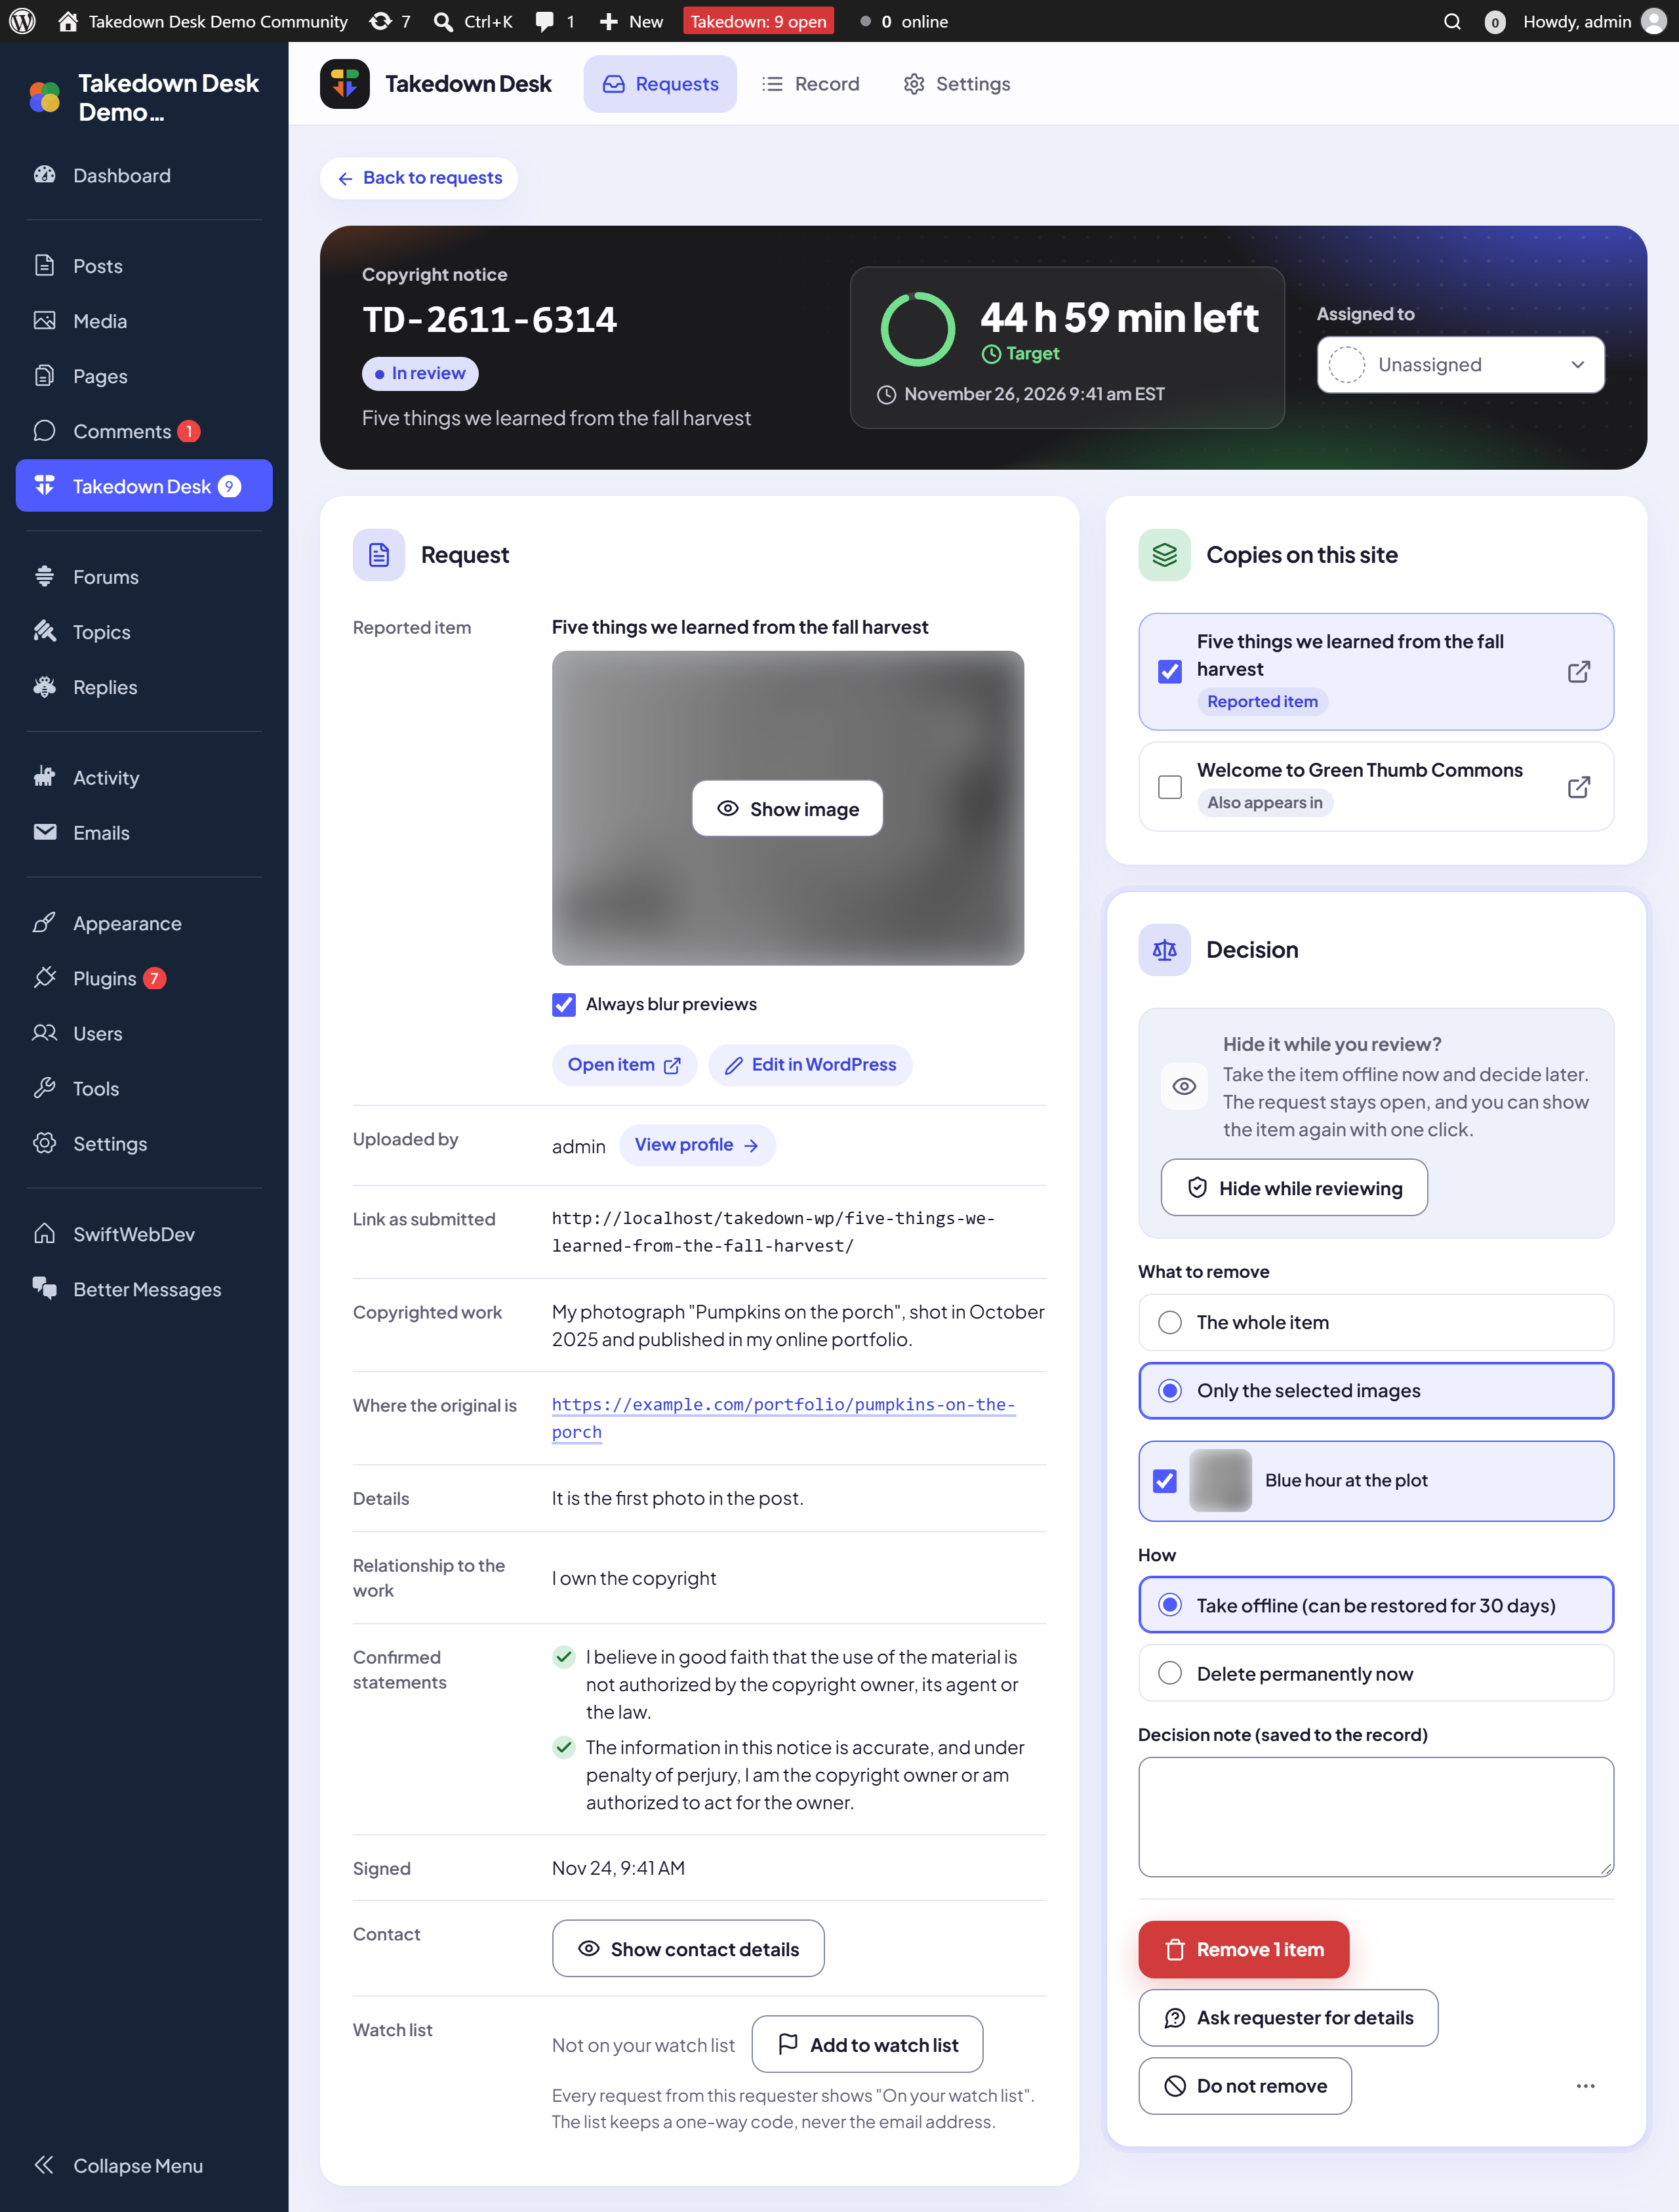 Takedown Desk Demo Community 7 Ctrl+K 1 New Takedown: 9 open 0 online 0 Howdy, admin
Takedown Desk
Demo...
Dashboard
Posts
Media
Pages
Comments 1
Takedown Desk 9
Forums
Topics
Replies
Activity
Emails
Appearance
Plugins 7
Users
Tools
Settings
SwiftWebDev
Better Messages
Collapse Menu
Takedown Desk Requests Record Settings
Back to requests
Copyright notice
TD-2611-6314
In review
Five things we learned from the fall harvest
44 h 59 min left
Target
November 26, 2026 9:41 am EST
Assigned to
Unassigned
Request
Reported item
Five things we learned from the fall harvest
Show image
Always blur previews
Open item
Edit in WordPress
Uploaded by
admin
View profile
Link as submitted
http://localhost/takedown-wp/five-things-we-
learned-from-the-fall-harvest/
Copyrighted work
My photograph "Pumpkins on the porch", shot in October
2025 and published in my online portfolio.
Where the original is
https://example.com/portfolio/pumpkins-on-the-
porch
Details
It is the first photo in the post.
Relationship to the
work
I own the copyright
Confirmed
statements
I believe in good faith that the use of the material is
not authorized by the copyright owner, its agent or
the law.
The information in this notice is accurate, and under
penalty of perjury, I am the copyright owner or am
authorized to act for the owner.
Signed
Nov 24, 9:41 AM
Contact
Show contact details
Watch list
Not on your watch list
Add to watch list
Every request from this requester shows "On your watch list".
The list keeps a one-way code, never the email address.
Copies on this site
Five things we learned from the fall
harvest
Reported item
Welcome to Green Thumb Commons
Also appears in
Decision
Hide it while you review?
Take the item offline now and decide later.
The request stays open, and you can show
the item again with one click.
Hide while reviewing
What to remove
The whole item
Only the selected images
Blue hour at the plot
How
Take offline (can be restored for 30 days)
Delete permanently now
Decision note (saved to the record)
Remove 1 item
Ask requester for details
Do not remove